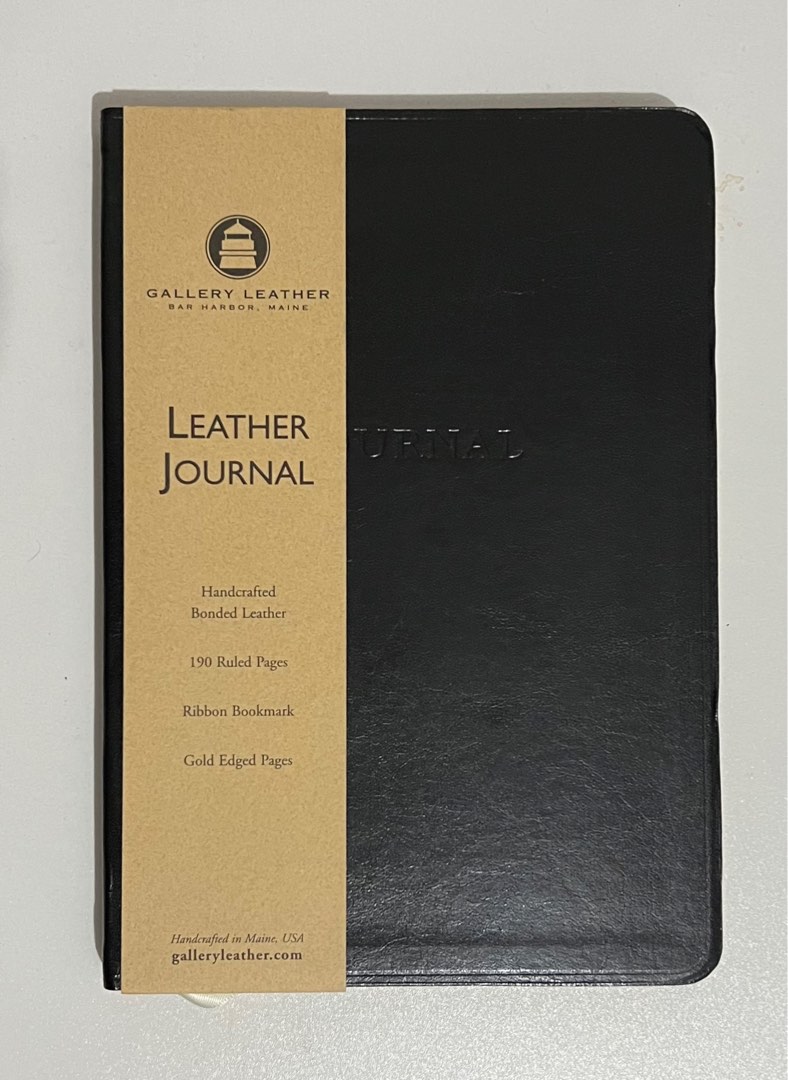 GALLERY LEATHER
BAR HARBOR, MAINE
LEATHER
JOURNAL
URNAL
Handcrafted
Bonded Leather
190 Ruled Pages
Ribbon Bookmark
Gold Edged Pages
Handcrafted in Maine, USA
galleryleather.com